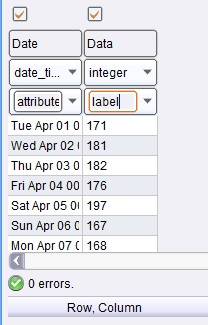 Date Data
date_ti... integer
attribute label
Tue Apr 01 0 171
Wed Apr 02 0 181
Thu Apr 03 0 182
Fri Apr 04 00 176
Sat Apr 05 00 197
Sun Apr 06 0 167
Mon Apr 07 0 168
0 errors.
Row, Column